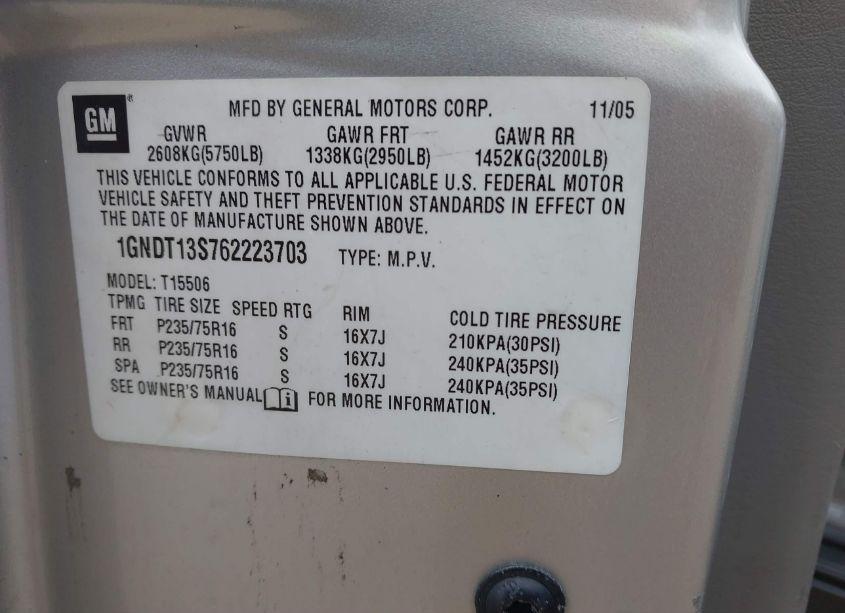 GM
MFD BY GENERAL MOTORS CORP. 11/05
GVWR GAWR FRT GAWR RR
2608KG(5750LB) 1338KG(2950LB) 1452KG(3200LB)
THIS VEHICLE CONFORMS TO ALL APPLICABLE U.S. FEDERAL MOTOR
VEHICLE SAFETY AND THEFT PREVENTION STANDARDS IN EFFECT ON
THE DATE OF MANUFACTURE SHOWN ABOVE.
1GNDT13S762223703 TYPE: M.P.V.
MODEL: T15506
TPMG TIRE SIZE SPEED RTG RIM COLD TIRE PRESSURE
FRT P235/75R16 S 16X7J 210KPA(30PSI)
RR P235/75R16 S 16X7J 240KPA(35PSI)
SPA P235/75R16 S 16X7J 240KPA(35PSI)
SEE OWNER'S MANUAL i FOR MORE INFORMATION.